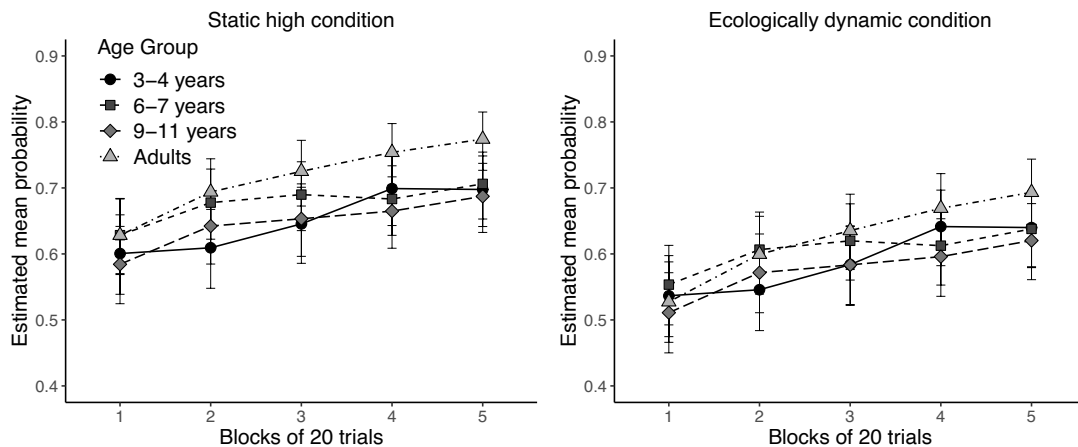 Static high condition
Estimated mean probability
0.9
0.8
0.7
0.6
0.5
0.4
Age Group
3–4 years
6–7 years
9–11 years
Adults
1 2 3 4 5
Blocks of 20 trials
Ecologically dynamic condition
Estimated mean probability
0.9
0.8
0.7
0.6
0.5
0.4
1 2 3 4 5
Blocks of 20 trials